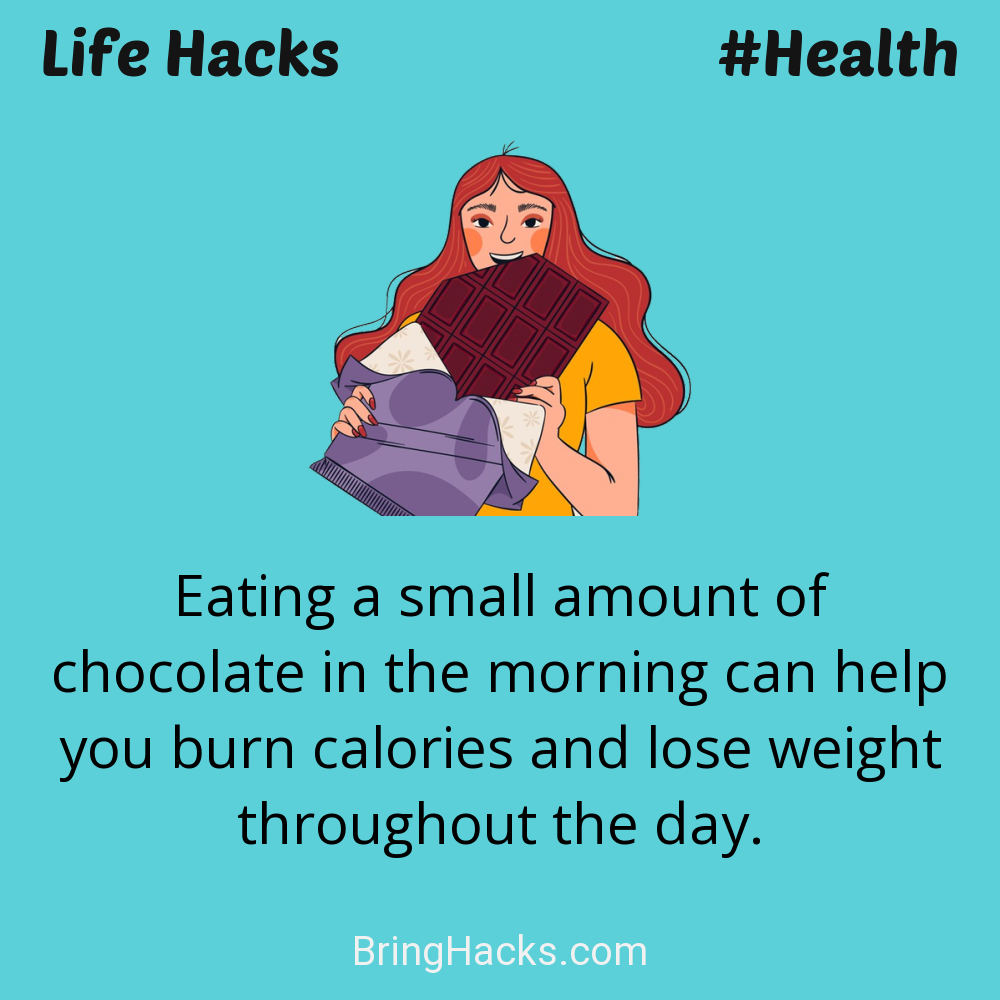 Life Hacks
#Health
Eating a small amount of
chocolate in the morning can help
you burn calories and lose weight
throughout the day.
BringHacks.com